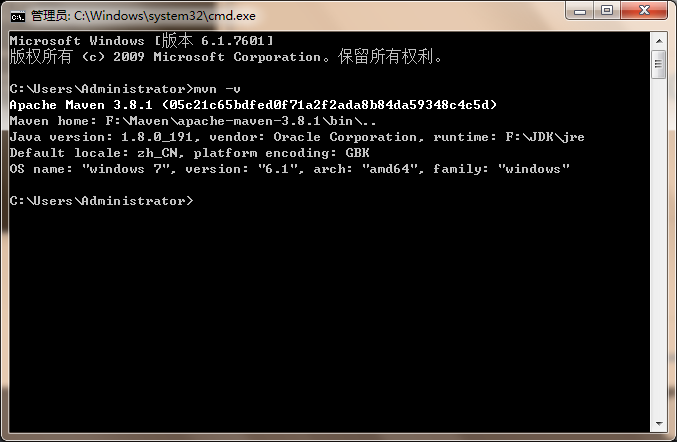 管理员: C:\Windows\system32\cmd.exe
Microsoft Windows [版本 6.1.7601]
版权所有 (c) 2009 Microsoft Corporation。保留所有权利。
C:\Users\Administrator>mvn -v
Apache Maven 3.8.1 (05c21c65bdfed0f71a2f2ada8b84da59348c4c5d)
Maven home: F:\Maven\apache-maven-3.8.1\bin\..
Java version: 1.8.0_191, vendor: Oracle Corporation, runtime: F:\JDK\jre
Default locale: zh_CN, platform encoding: GBK
OS name: "windows 7", version: "6.1", arch: "amd64", family: "windows"
C:\Users\Administrator>